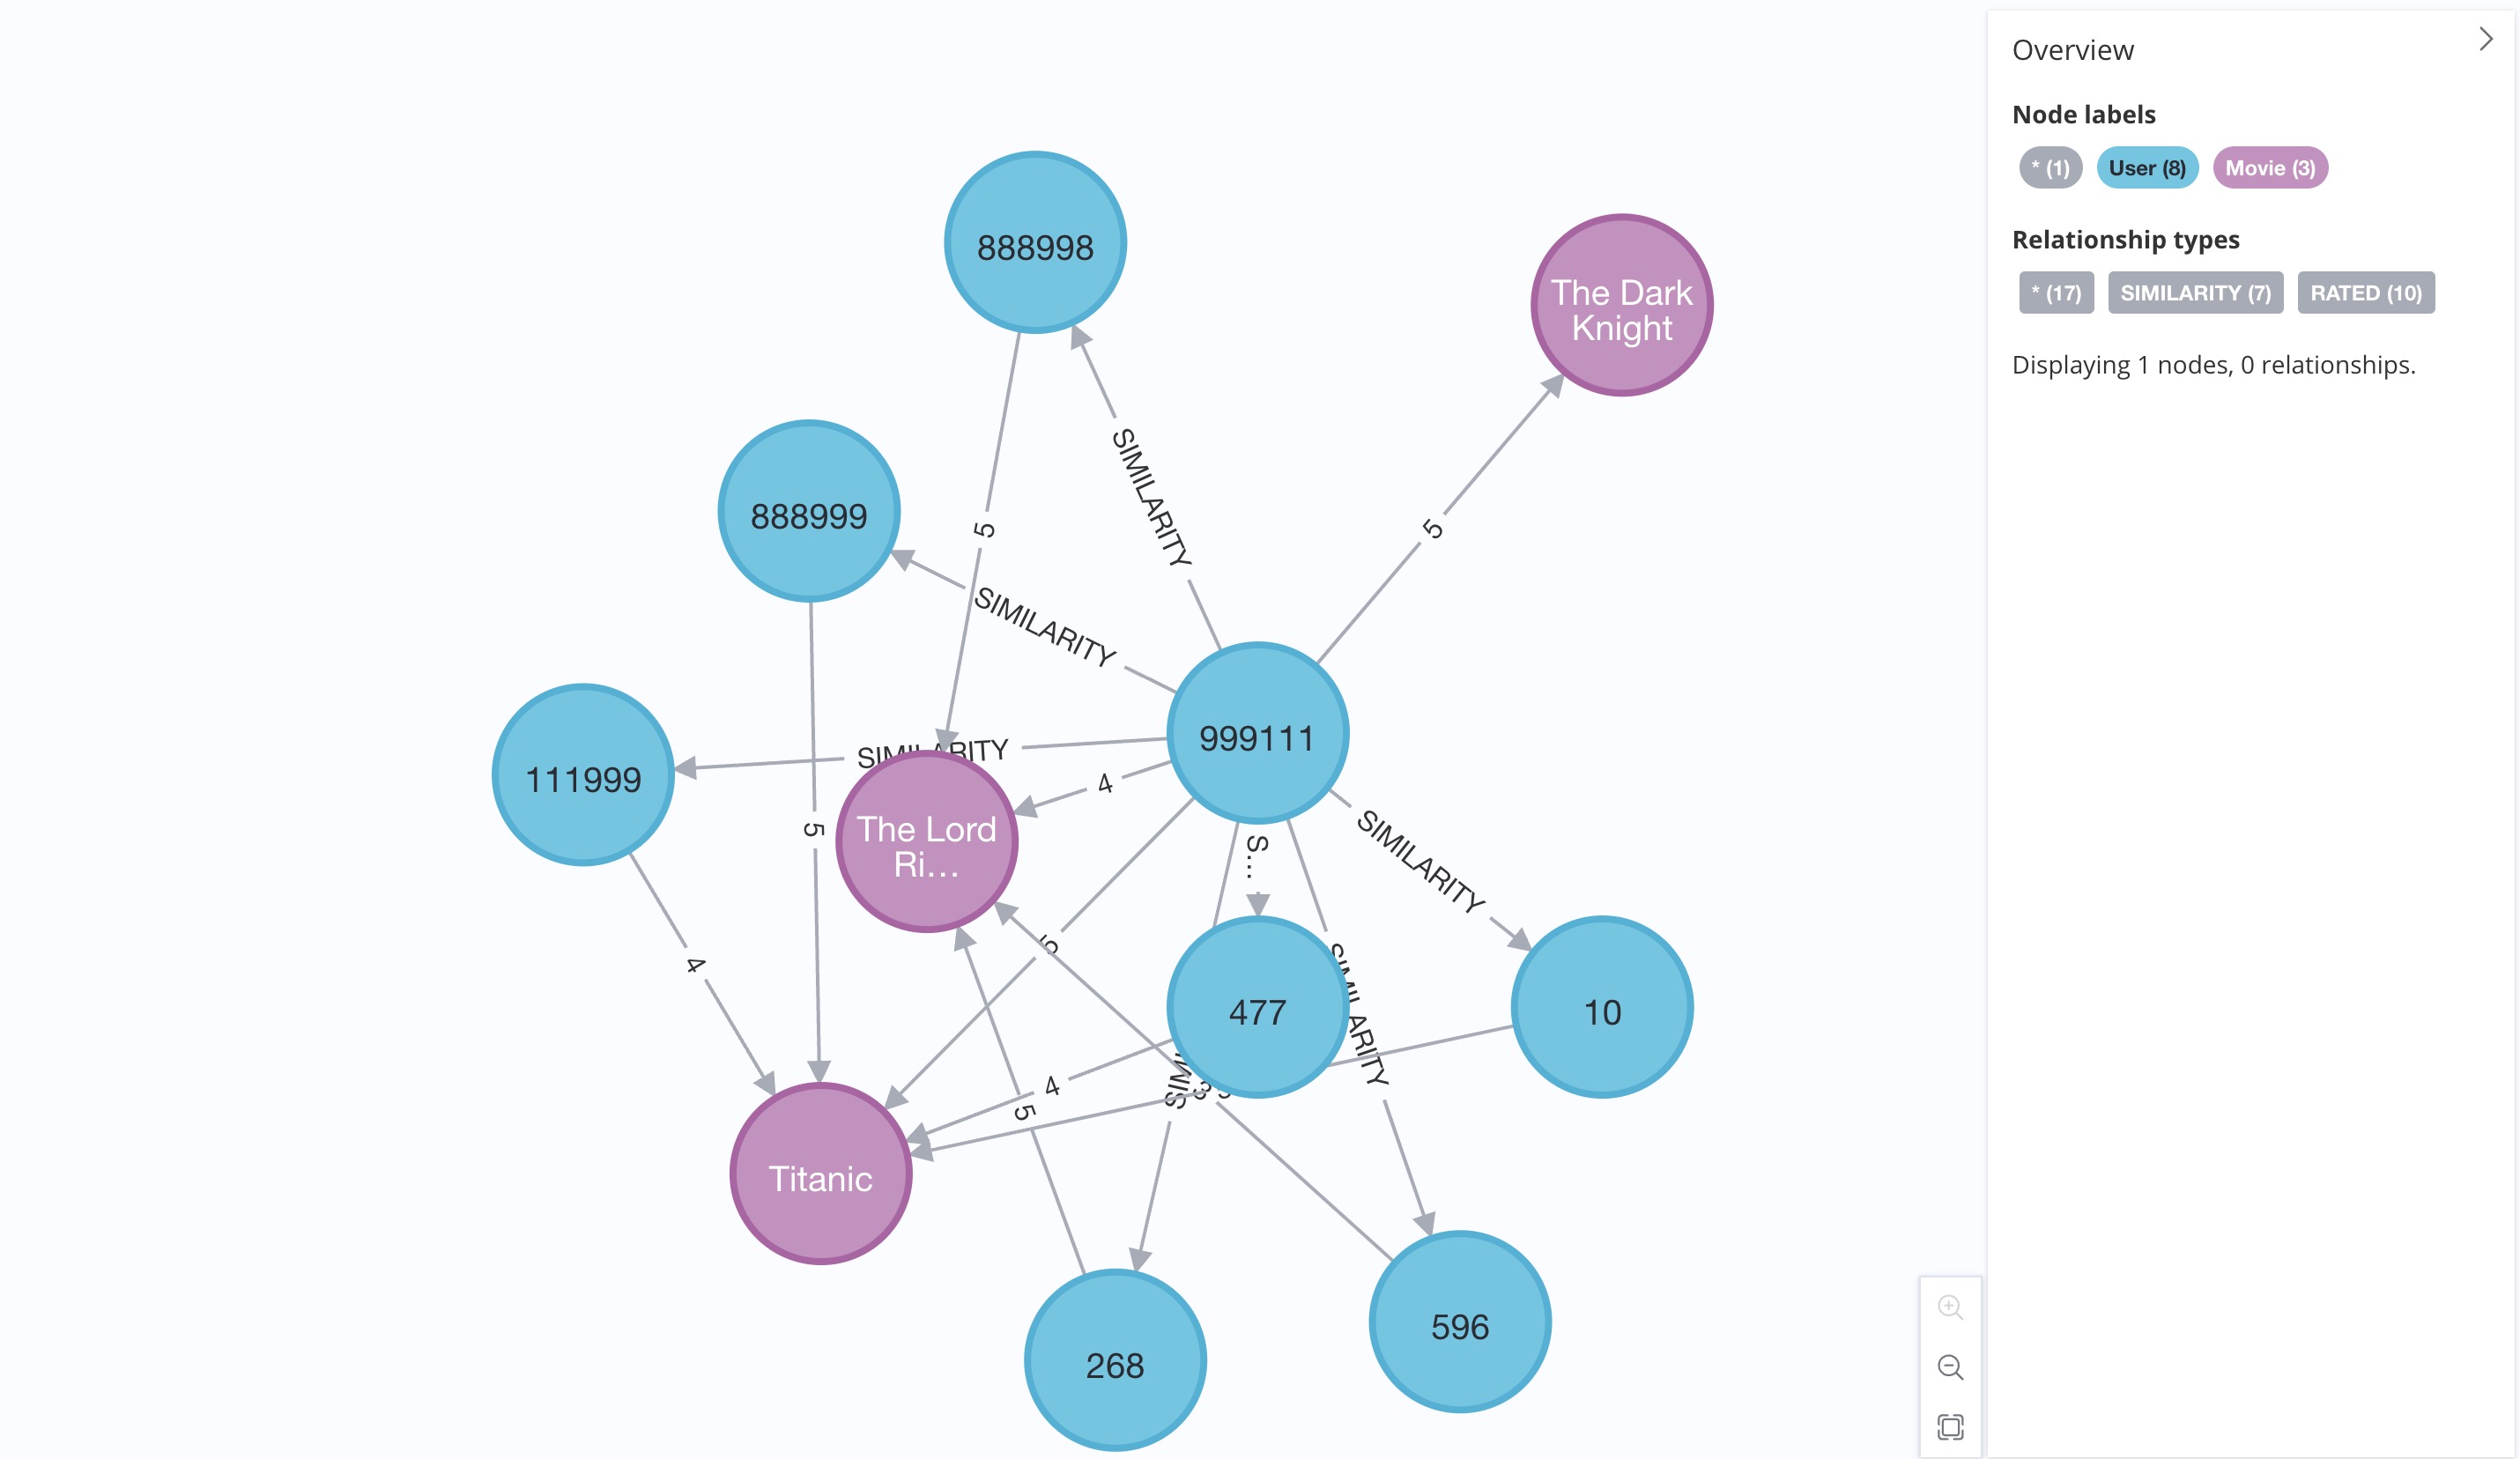 888998
The Dark
Knight
SIMILARITY
5
5
888999
SIMILARITY
999111
SIMILARITY
111999
4
The Lord
Ri...
5
SIMILARITY
S...
4
5
477
SIMILARITY
10
4
5
3
Titanic
596
268
Overview
Node labels
* (1)
User (8)
Movie (3)
Relationship types
* (17)
SIMILARITY (7)
RATED (10)
Displaying 1 nodes, 0 relationships.